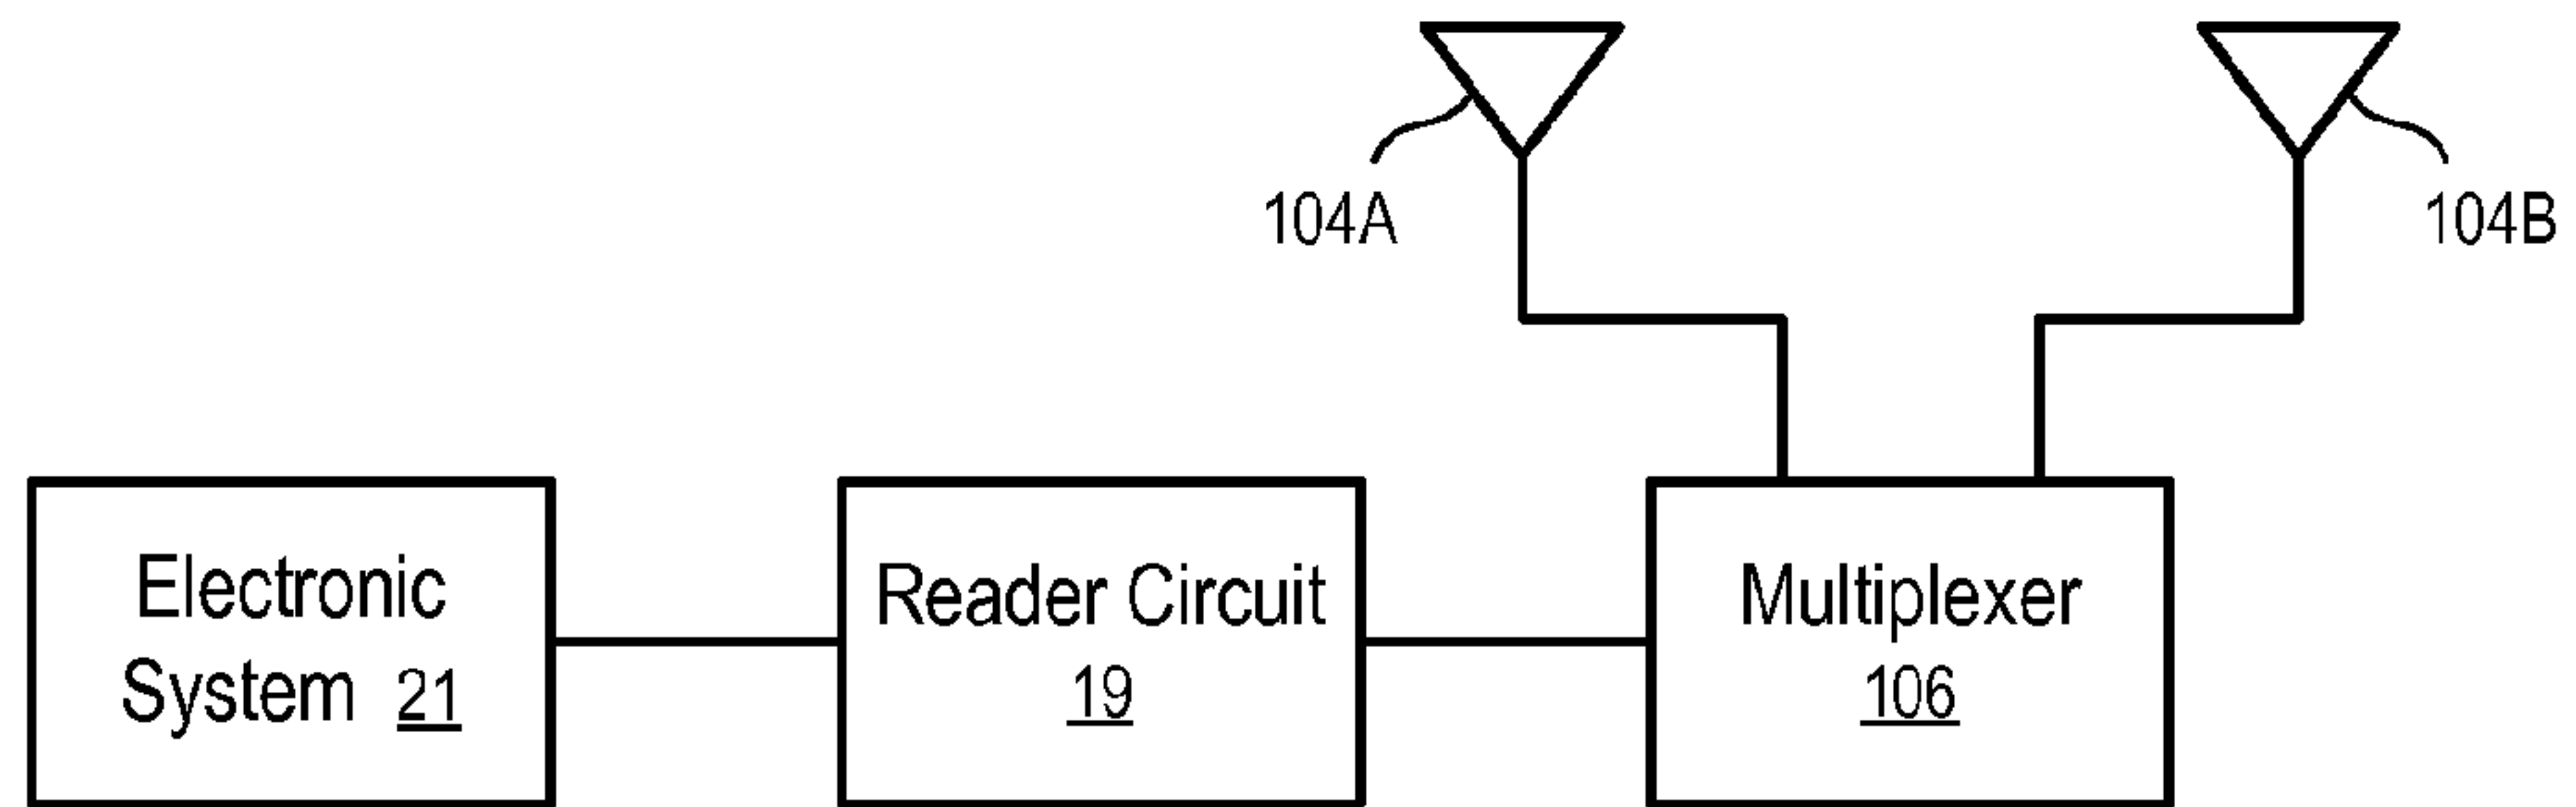 104A
104B
Electronic
System 21
Reader Circuit
19
Multiplexer
106